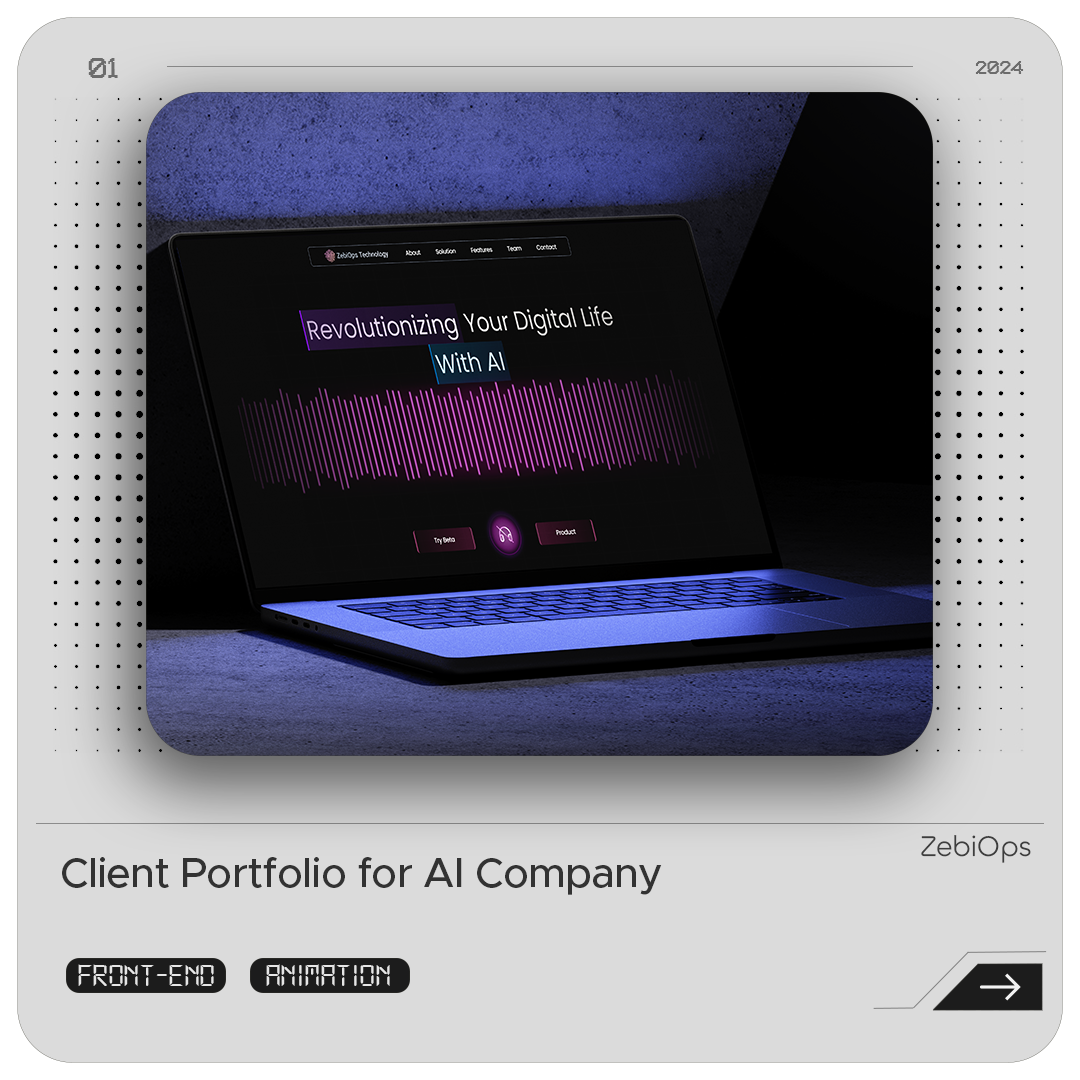 01
2024
ZebiOps Technology About Solution Features Team Contact
Revolutionizing Your Digital Life
With AI
Try Beta
Product
ZebiOps
Client Portfolio for AI Company
FRONT-END
ANIMATION